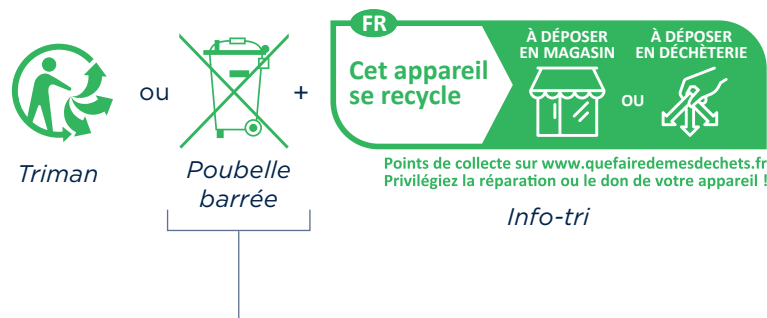 FR
Cet appareil
se recycle
À DÉPOSER
EN MAGASIN
OU
À DÉPOSER
EN DÉCHÈTERIE
ou
+
Points de collecte sur www.quefairedemesdechets.fr
Privilégiez la réparation ou le don de votre appareil !
Triman
Poubelle
barrée
Info-tri